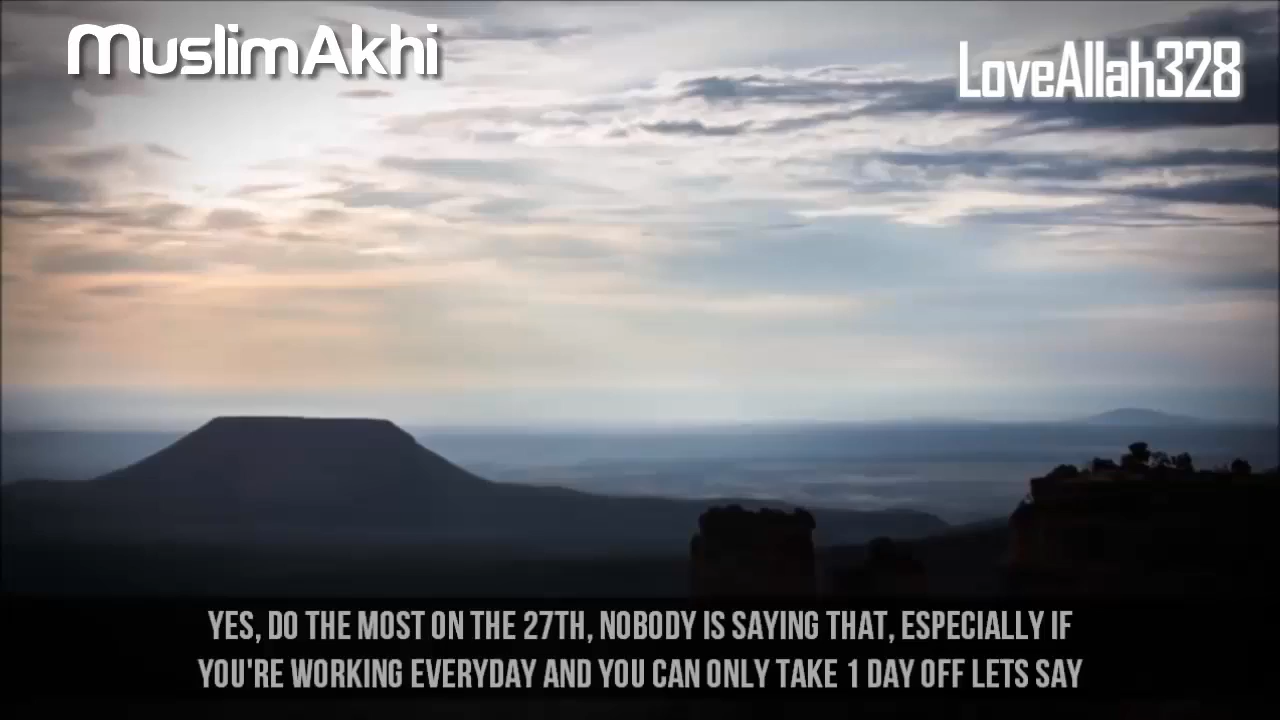 MuslimAkhi
LoveAllah328
YES, DO THE MOST ON THE 27TH, NOBODY IS SAYING THAT, ESPECIALLY IF
YOU'RE WORKING EVERYDAY AND YOU CAN ONLY TAKE 1 DAY OFF LETS SAY